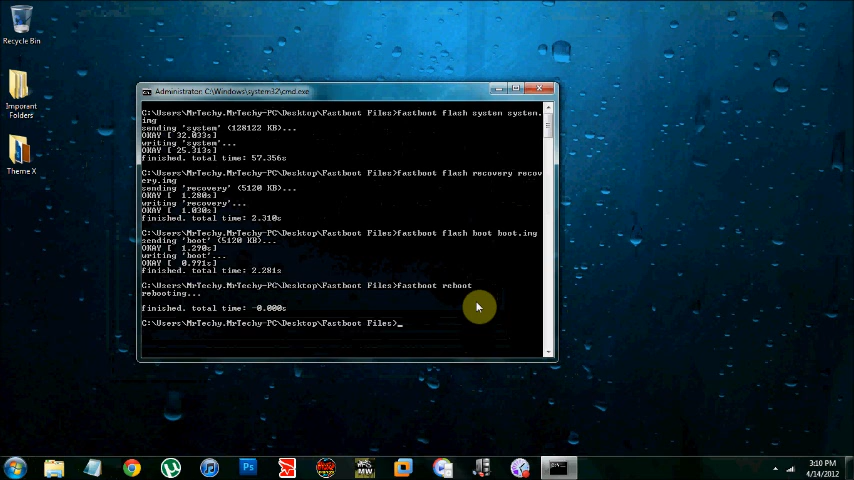 Recycle Bin
Imporant
Folders
Theme X
Administrator: C:\Windows\system32\cmd.exe
C:\Users\MrTechy.MrTechy-PC\Desktop\Fastboot Files>fastboot flash system system.
img
sending 'system' (128122 KB)...
OKAY [ 32.033s]
writing 'system'...
OKAY [ 25.313s]
finished. total time: 57.356s
C:\Users\MrTechy.MrTechy-PC\Desktop\Fastboot Files>fastboot flash recovery recov
ery.img
sending 'recovery' (5120 KB)...
OKAY [  1.280s]
writing 'recovery'...
OKAY [  1.030s]
finished. total time: 2.310s
C:\Users\MrTechy.MrTechy-PC\Desktop\Fastboot Files>fastboot flash boot boot.img
sending 'boot' (5120 KB)...
OKAY [  1.290s]
writing 'boot'...
OKAY [  0.991s]
finished. total time: 2.281s
C:\Users\MrTechy.MrTechy-PC\Desktop\Fastboot Files>fastboot reboot
rebooting...
finished. total time: -0.000s
C:\Users\MrTechy.MrTechy-PC\Desktop\Fastboot Files>_
Ps
MW
3:10 PM
4/14/2012